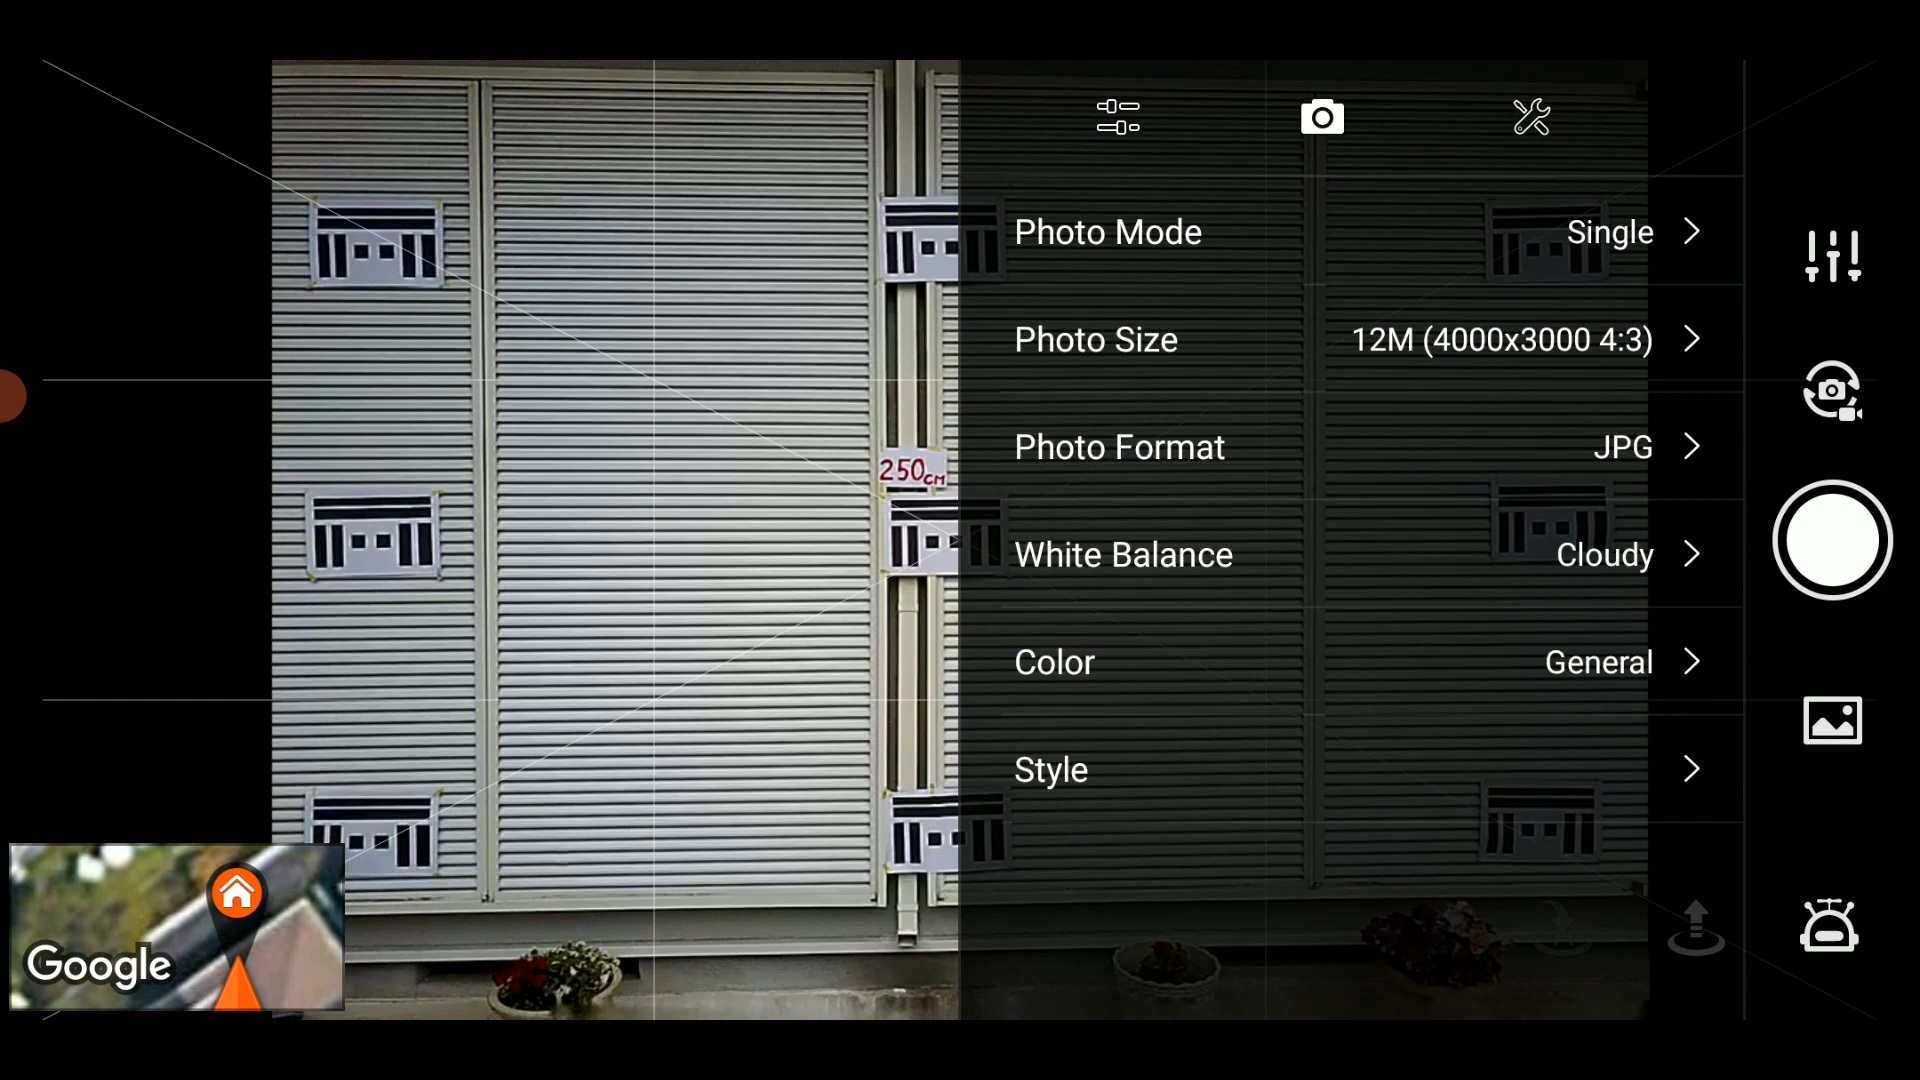 Photo Mode Single
Photo Size 12M (4000x3000 4:3)
Photo Format JPG
250CM
White Balance Cloudy
Color General
Style
Google